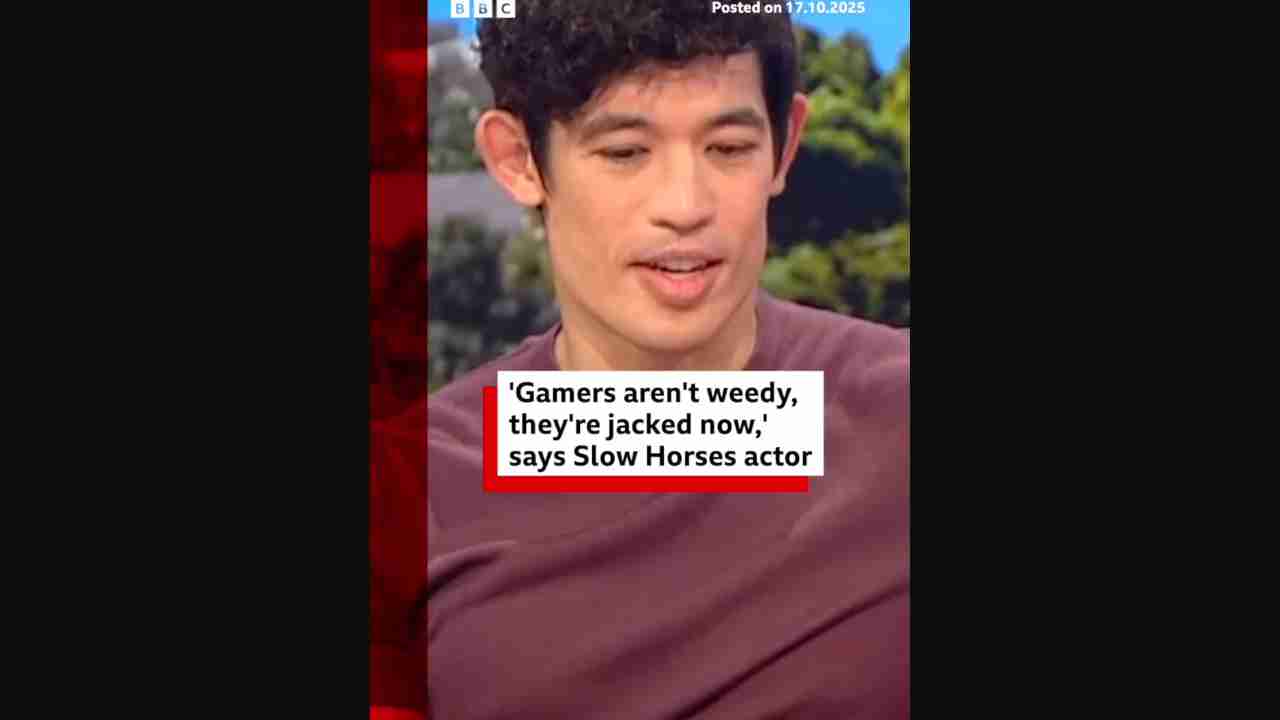 BBC
Posted on 17.10.2025
'Gamers aren't weedy,
they're jacked now,'
says Slow Horses actor